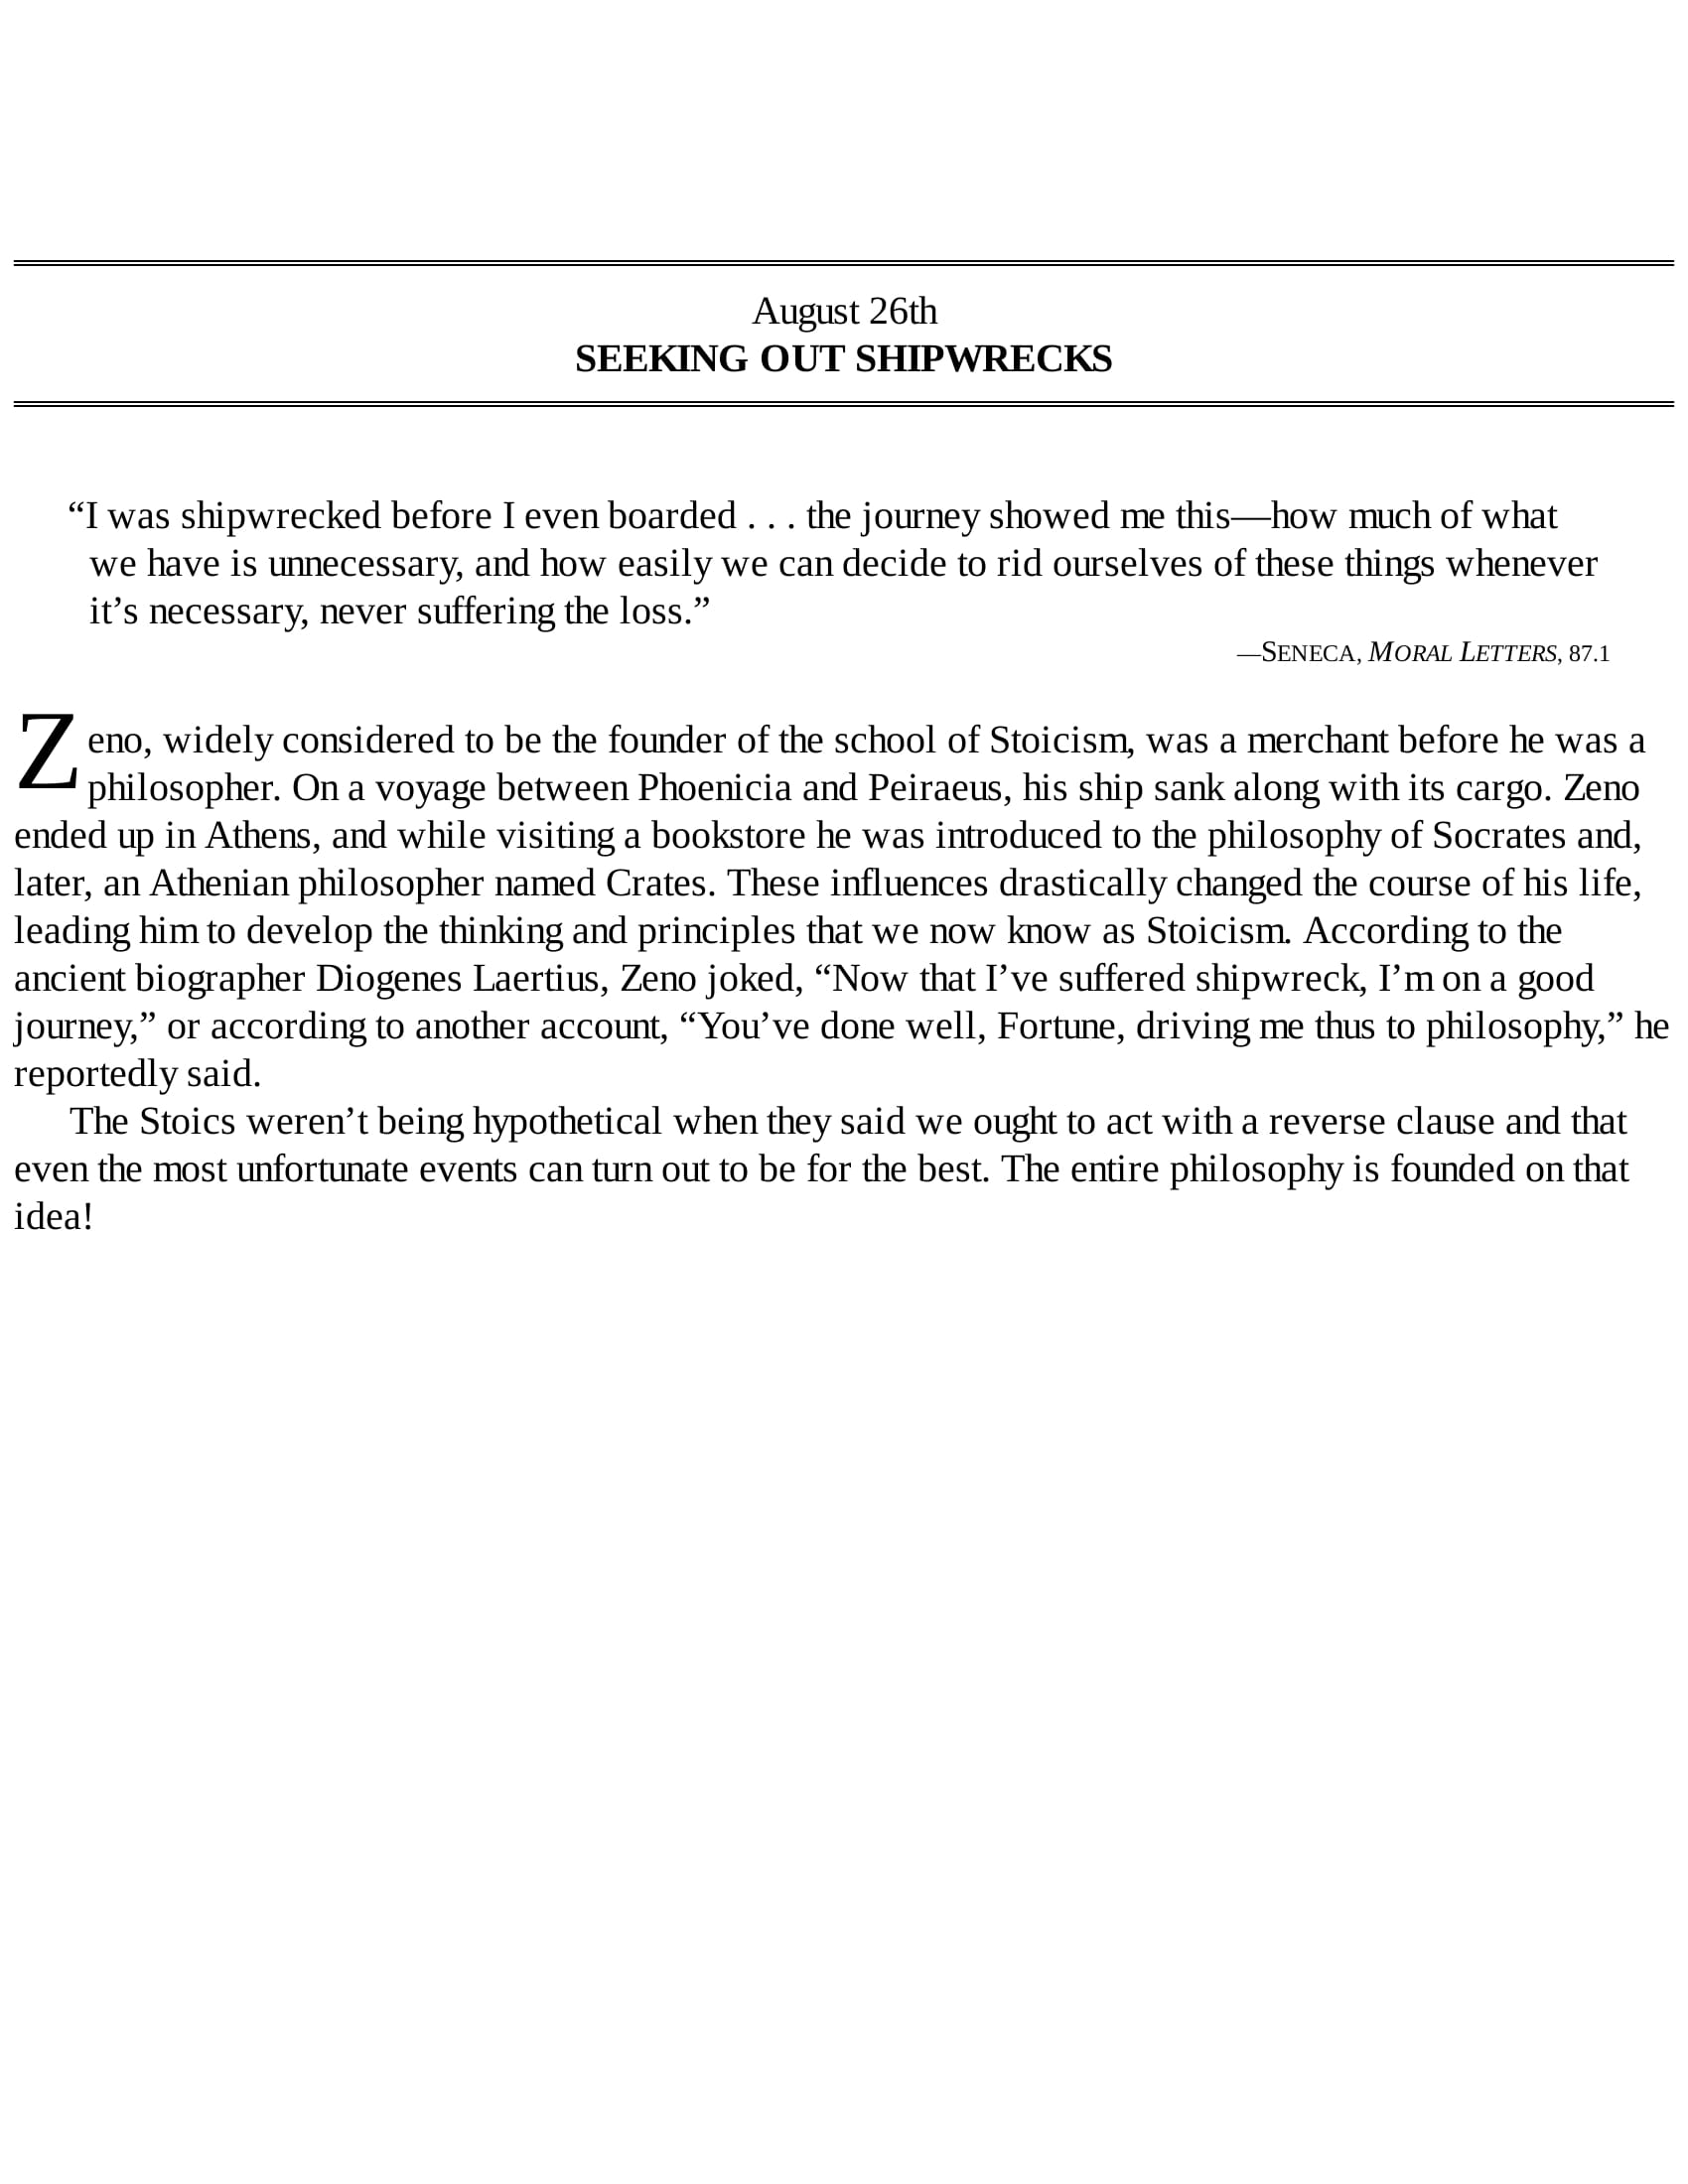 August 26th
SEEKING OUT SHIPWRECKS
“I was shipwrecked before I even boarded . . . the journey showed me this—how much of what
we have is unnecessary, and how easily we can decide to rid ourselves of these things whenever
it’s necessary, never suffering the loss.”
—SENECA, MORAL LETTERS, 87.1
Zeno, widely considered to be the founder of the school of Stoicism, was a merchant before he was a
philosopher. On a voyage between Phoenicia and Peiraeus, his ship sank along with its cargo. Zeno
ended up in Athens, and while visiting a bookstore he was introduced to the philosophy of Socrates and,
later, an Athenian philosopher named Crates. These influences drastically changed the course of his life,
leading him to develop the thinking and principles that we now know as Stoicism. According to the
ancient biographer Diogenes Laertius, Zeno joked, “Now that I’ve suffered shipwreck, I’m on a good
journey,” or according to another account, “You’ve done well, Fortune, driving me thus to philosophy,” he
reportedly said.
The Stoics weren’t being hypothetical when they said we ought to act with a reverse clause and that
even the most unfortunate events can turn out to be for the best. The entire philosophy is founded on that
idea!